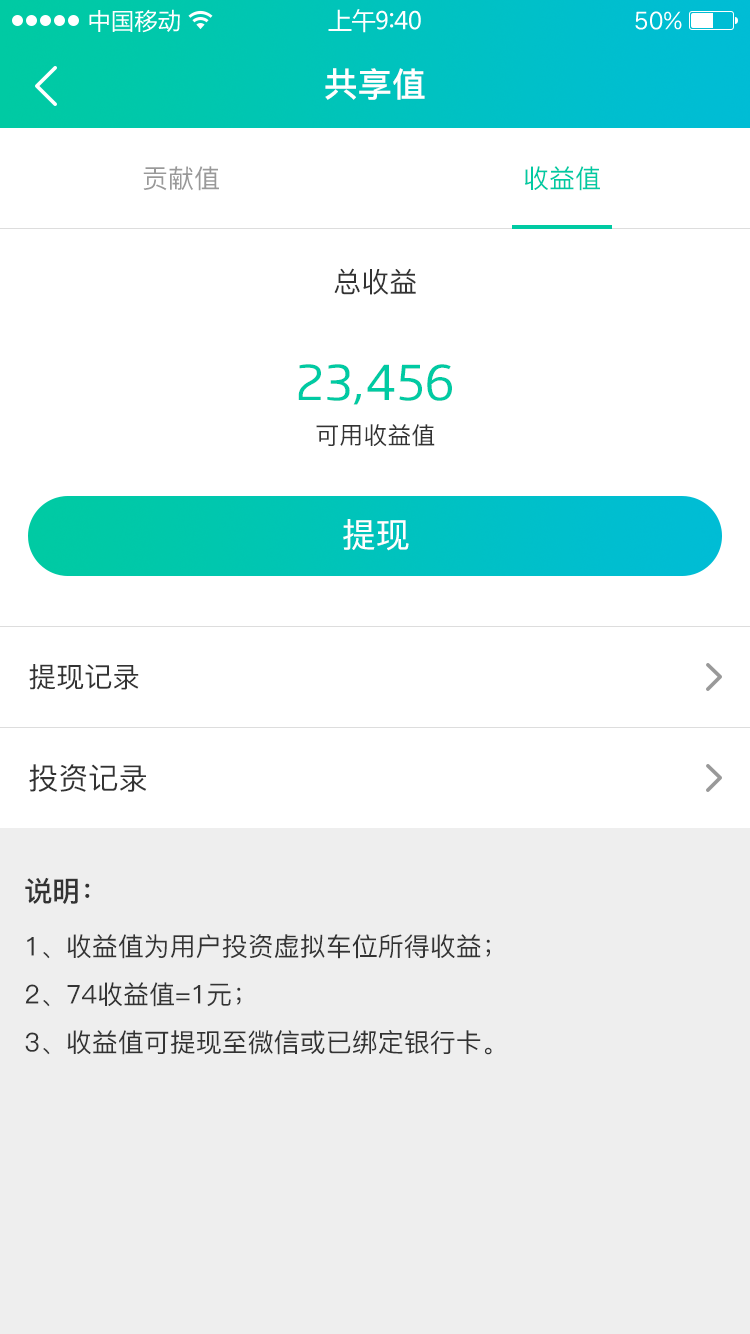 中国移动 上午9:40 50%
共享值
贡献值 收益值
总收益
23,456
可用收益值
提现
提现记录
投资记录
说明：
1、收益值为用户投资虚拟车位所得收益；
2、74收益值=1元；
3、收益值可提现至微信或已绑定银行卡。